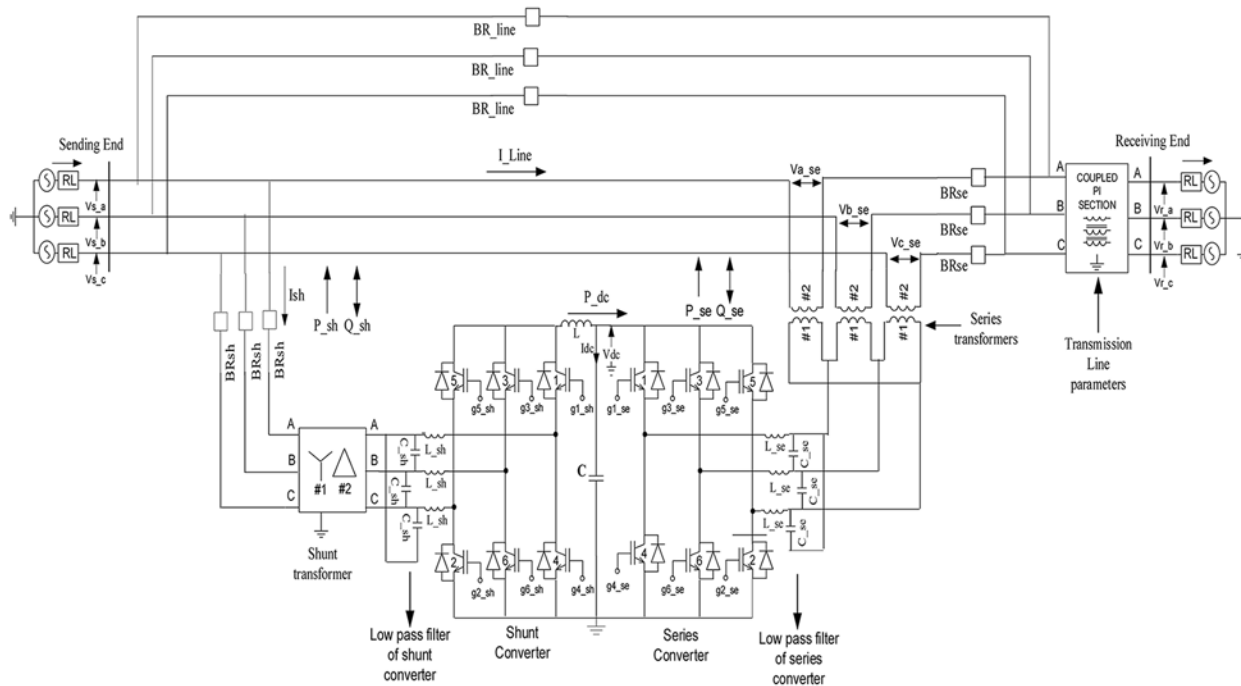 BR_line
BR_line
BR_line
Sending End
I_Line
Receiving End
RL
RL
RL
Vs_a
Vs_b
Vs_c
Va_se
Vb_se
Vc_se
BRse
BRse
BRse
A
B
C
COUPLED
PI
SECTION
A
B
C
Vr_a
Vr_b
Vr_c
RL
RL
RL
Ish
P_sh
Q_sh
P_dc
P_se
Q_se
#2
#2
#2
#1
#1
#1
Series
transformers
Transmission
Line
parameters
BRsh
BRsh
BRsh
L
Idc
Vdc
5
3
1
1
3
5
g5_sh
g3_sh
g1_sh
g1_se
g3_se
g5_se
A
B
C
#1
#2
A
B
C
C_sh
C_sh
C_sh
L_sh
L_sh
L_sh
C
L_se
L_se
L_se
C_se
C_se
C_se
Shunt
transformer
2
6
4
4
6
2
g2_sh
g6_sh
g4_sh
g4_se
g6_se
g2_se
Low pass filter
of shunt
converter
Shunt
Converter
Series
Converter
Low pass filter
of series
converter